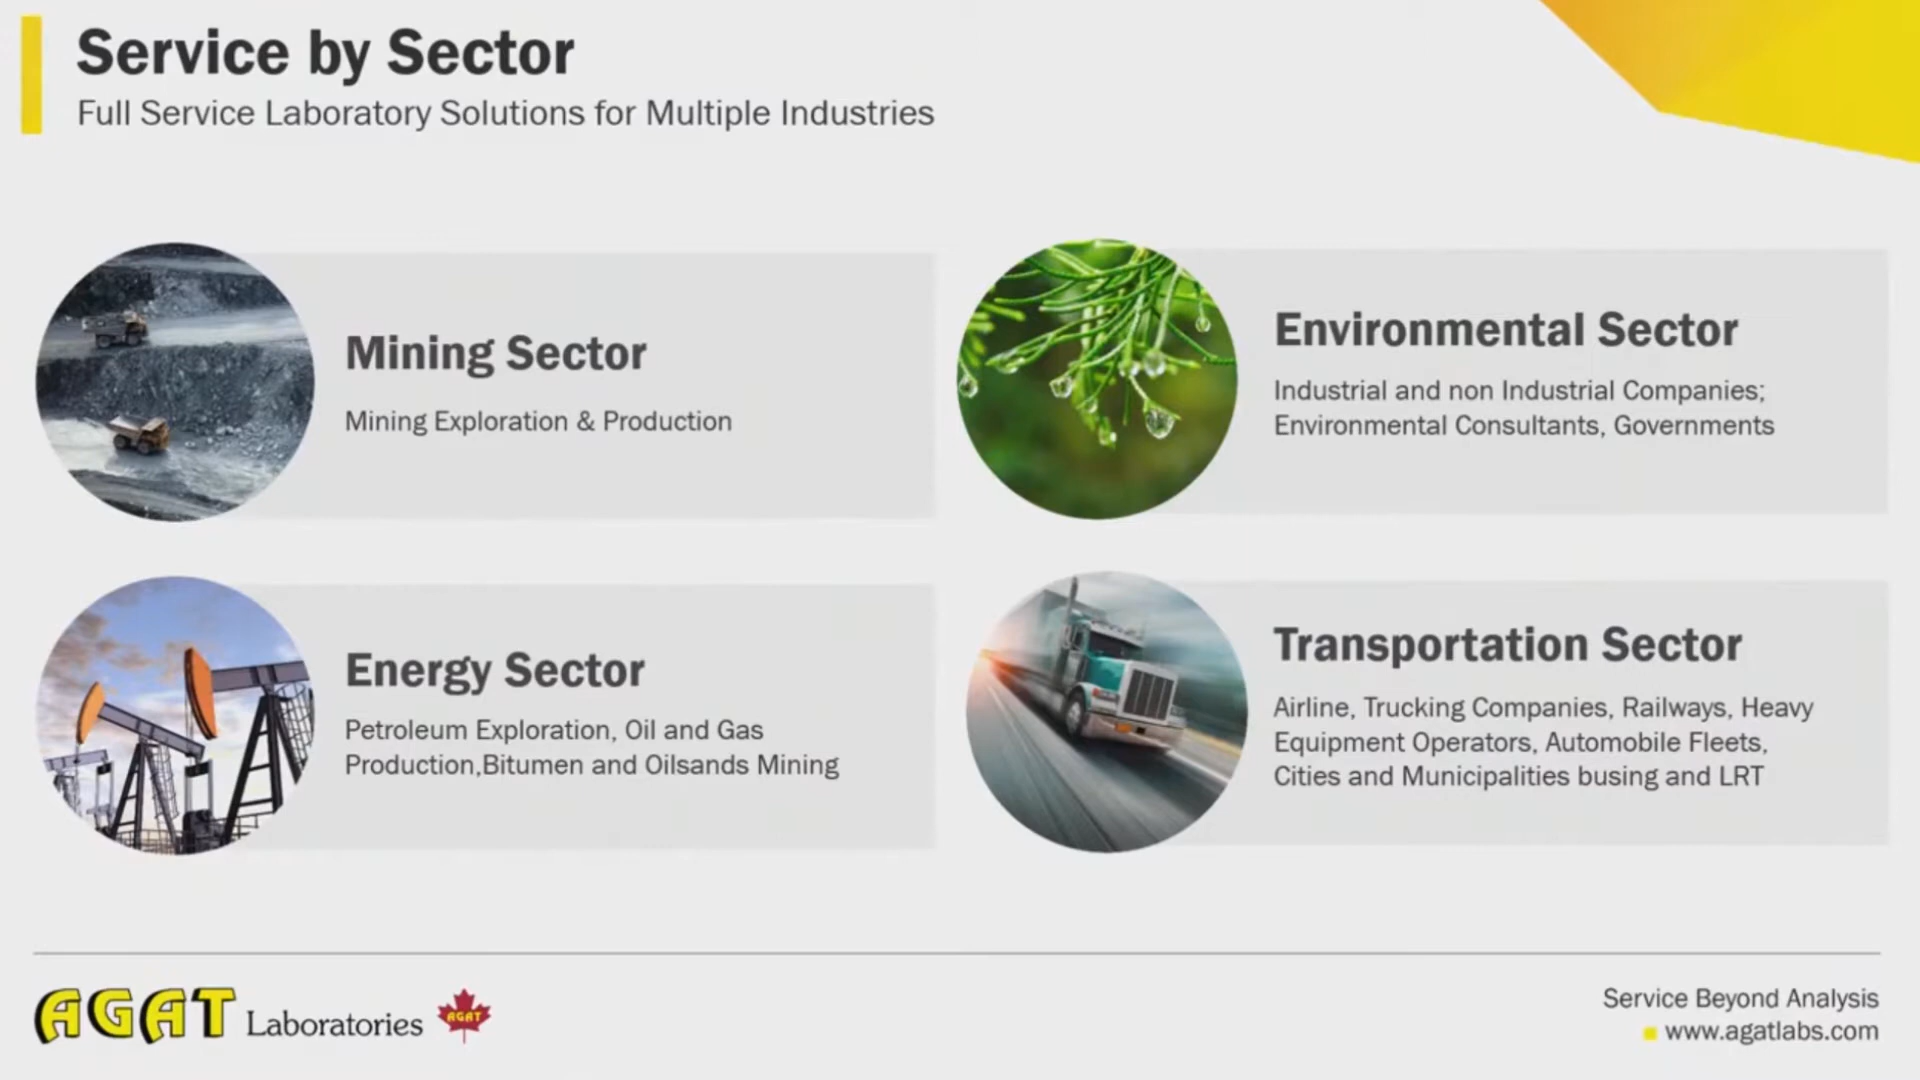 Service by Sector
Full Service Laboratory Solutions for Multiple Industries
Mining Sector
Mining Exploration & Production
Environmental Sector
Industrial and non Industrial Companies;
Environmental Consultants, Governments
Energy Sector
Petroleum Exploration, Oil and Gas
Production,Bitumen and Oilsands Mining
Transportation Sector
Airline, Trucking Companies, Railways, Heavy
Equipment Operators, Automobile Fleets,
Cities and Municipalities busing and LRT
AGAT Laboratories AGAT
Service Beyond Analysis
www.agatlabs.com